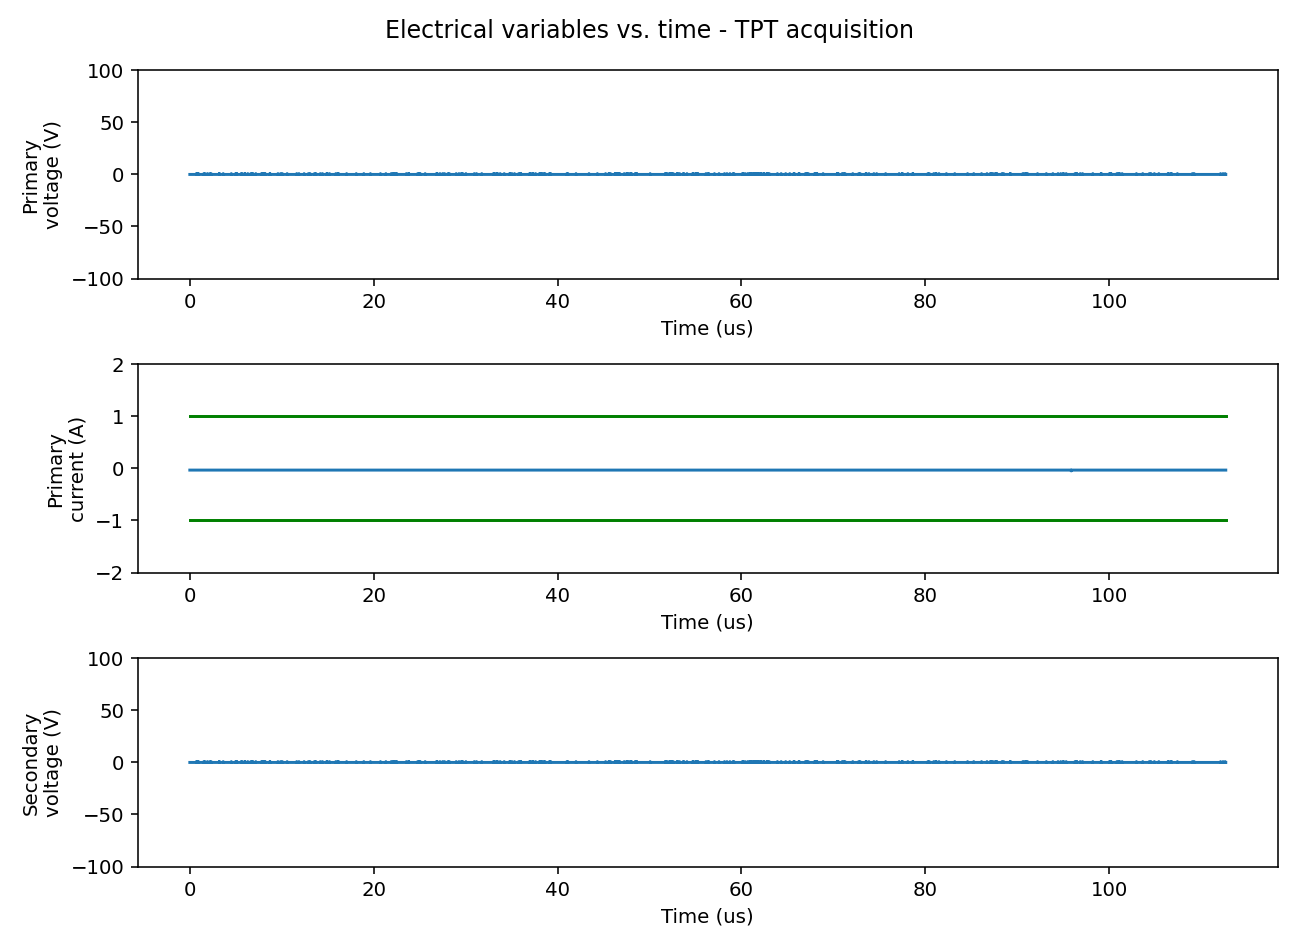 Electrical variables vs. time - TPT acquisition
Primary
voltage (V)
100
50
0
−50
−100
0 20 40 60 80 100
Time (us)
Primary
current (A)
2
1
0
−1
−2
0 20 40 60 80 100
Time (us)
Secondary
voltage (V)
100
50
0
−50
−100
0 20 40 60 80 100
Time (us)